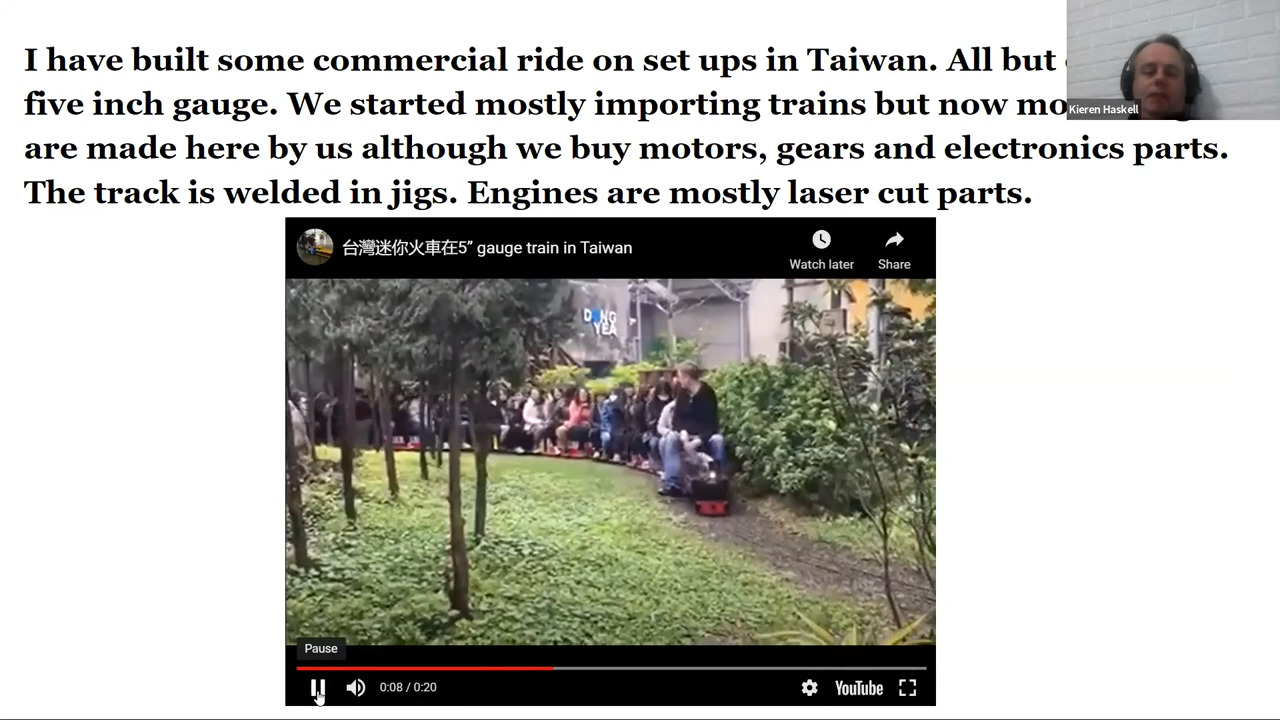 I have built some commercial ride on set ups in Taiwan. All but
five inch gauge. We started mostly importing trains but now
are made here by us although we buy motors, gears and electronics parts.
The track is welded in jigs. Engines are mostly laser cut parts.
Kieren Haskell
台灣迷你火車在5” gauge train in Taiwan
Watch later
Share
DONG
YEA
Pause
0:08 / 0:20
YouTube